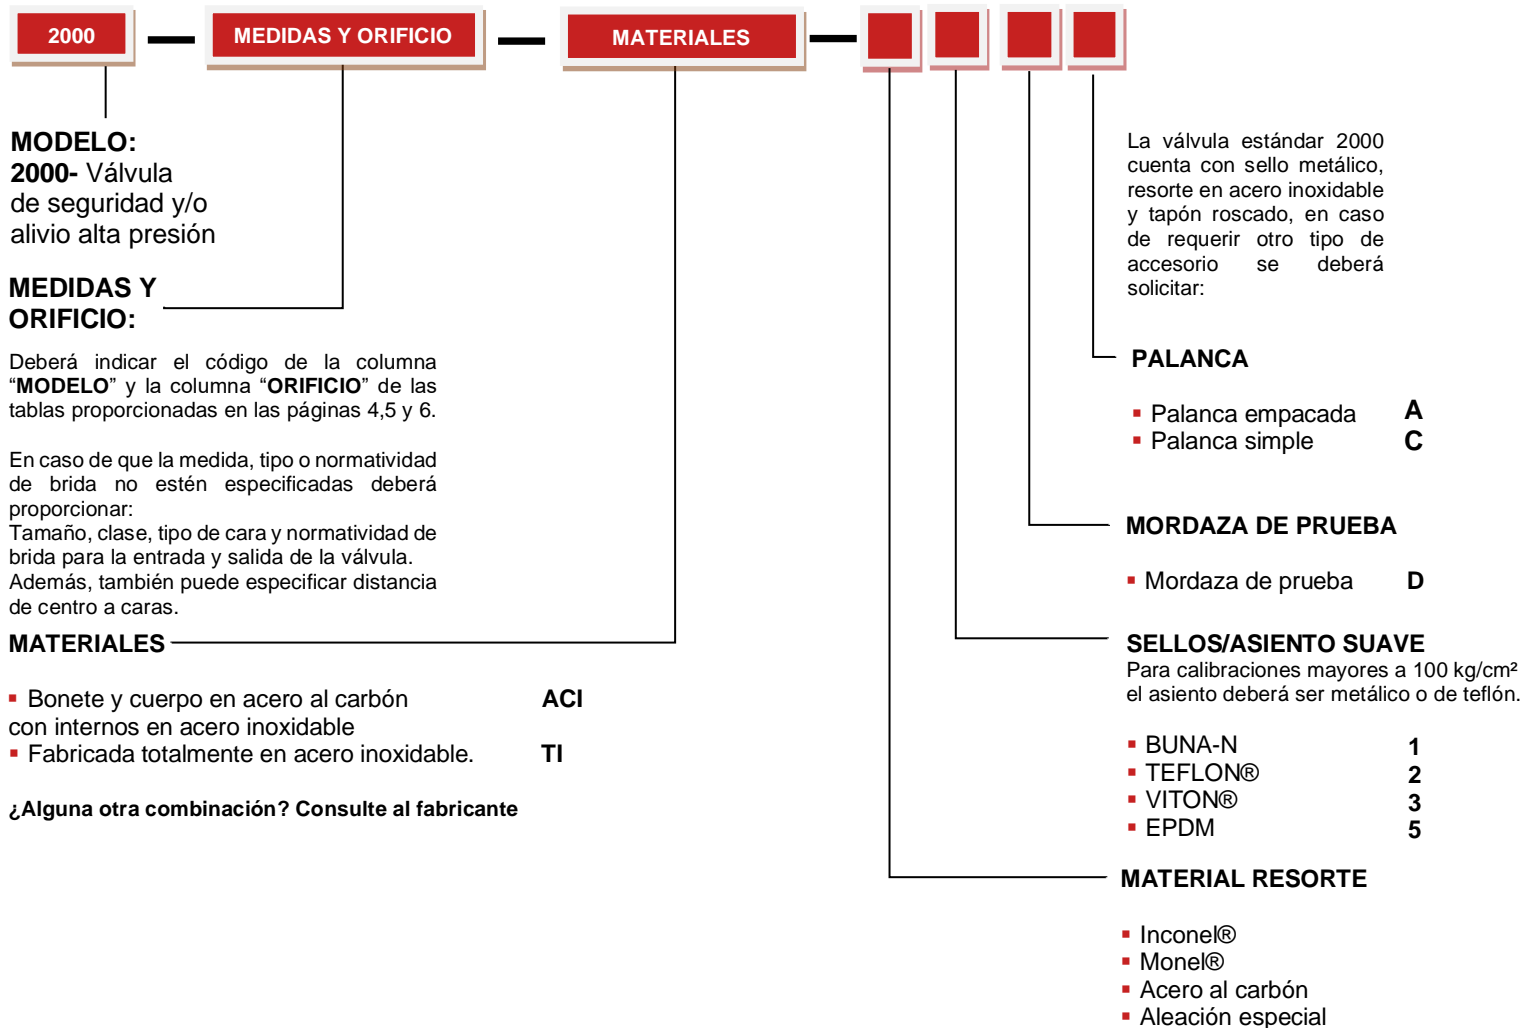 2000
MEDIDAS Y ORIFICIO
MATERIALES
MODELO:
2000- Válvula
de seguridad y/o
alivio alta presión
MEDIDAS Y
ORIFICIO:
Deberá indicar el código de la columna
“MODELO” y la columna “ORIFICIO” de las
tablas proporcionadas en las páginas 4,5 y 6.
En caso de que la medida, tipo o normatividad
de brida no estén especificadas deberá
proporcionar:
Tamaño, clase, tipo de cara y normatividad de
brida para la entrada y salida de la válvula.
Además, también puede especificar distancia
de centro a caras.
MATERIALES
▪ Bonete y cuerpo en acero al carbón ACI
con internos en acero inoxidable
▪ Fabricada totalmente en acero inoxidable. TI
¿Alguna otra combinación? Consulte al fabricante
La válvula estándar 2000
cuenta con sello metálico,
resorte en acero inoxidable
y tapón roscado, en caso
de requerir otro tipo de
accesorio se deberá
solicitar:
PALANCA
▪ Palanca empacada A
▪ Palanca simple C
MORDAZA DE PRUEBA
▪ Mordaza de prueba D
SELLOS/ASIENTO SUAVE
Para calibraciones mayores a 100 kg/cm²
el asiento deberá ser metálico o de teflón.
▪ BUNA-N 1
▪ TEFLON® 2
▪ VITON® 3
▪ EPDM 5
MATERIAL RESORTE
▪ Inconel®
▪ Monel®
▪ Acero al carbón
▪ Aleación especial